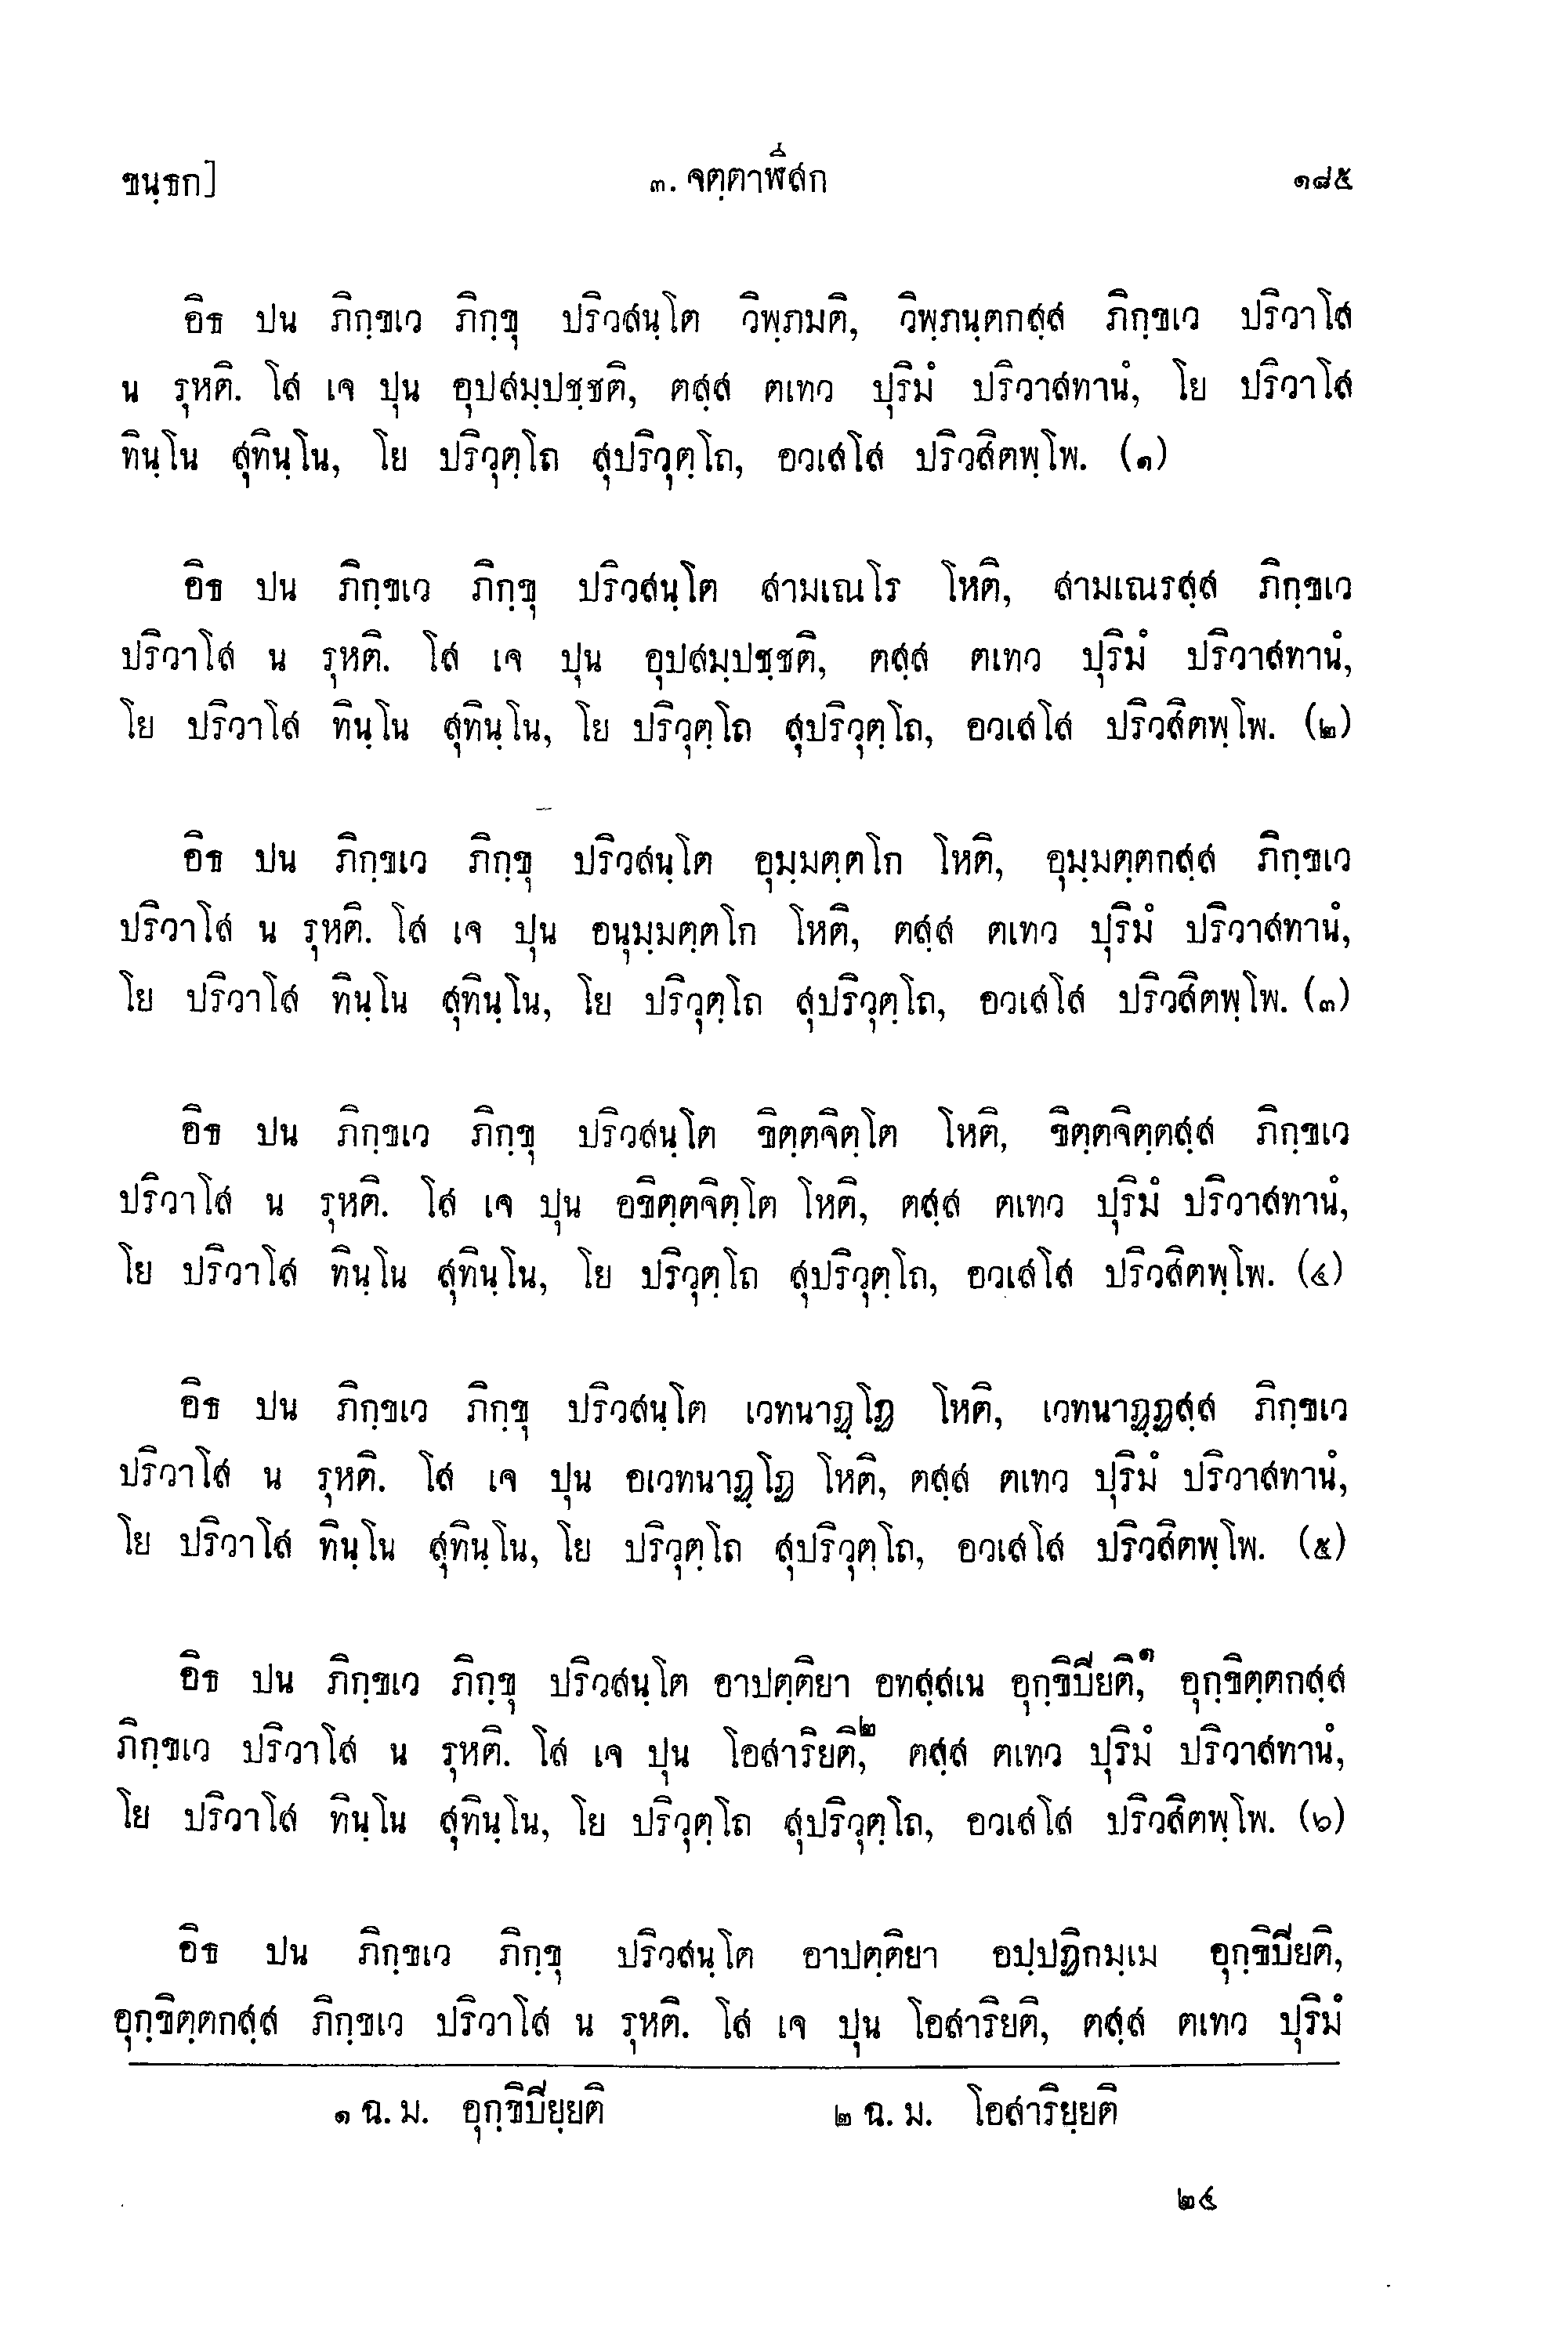 ขนฺธก] ๓. จตฺตาฬีสก ๑๘๕
อิธ ปน ภิกฺขเว ภิกฺขุ ปริวสนฺโต วิพฺภมติ, วิพฺภนฺตกสฺส ภิกฺขเว ปริวาโส
น รุหติ. โส เจ ปุน อุปสมฺปชฺชติ, ตสฺส ตเทว ปุริมํ ปริวาสทานํ, โย ปริวาโส
ทินฺโน สุทินฺโน, โย ปริวุตฺโถ สุปริวุตฺโถ, อวเสโส ปริวสิตพฺโพ. (๑)
อิธ ปน ภิกฺขเว ภิกฺขุ ปริวสนฺโต สามเณโร โหติ, สามเณรสฺส ภิกฺขเว
ปริวาโส น รุหติ. โส เจ ปุน อุปสมฺปชฺชติ, ตสฺส ตเทว ปุริมํ ปริวาสทานํ,
โย ปริวาโส ทินฺโน สุทินฺโน, โย ปริวุตฺโถ สุปริวุตฺโถ, อวเสโส ปริวสิตพฺโพ. (๒)
อิธ ปน ภิกฺขเว ภิกฺขุ ปริวสนฺโต อุมฺมตฺตโก โหติ, อุมฺมตฺตกสฺส ภิกฺขเว
ปริวาโส น รุหติ. โส เจ ปุน อนุมฺมตฺตโก โหติ, ตสฺส ตเทว ปุริมํ ปริวาสทานํ,
โย ปริวาโส ทินฺโน สุทินฺโน, โย ปริวุตฺโถ สุปริวุตฺโถ, อวเสโส ปริวสิตพฺโพ. (๓)
อิธ ปน ภิกฺขเว ภิกฺขุ ปริวสนฺโต ขิตฺตจิตฺโต โหติ, ขิตฺตจิตฺตสฺส ภิกฺขเว
ปริวาโส น รุหติ. โส เจ ปุน อขิตฺตจิตฺโต โหติ, ตสฺส ตเทว ปุริมํ ปริวาสทานํ,
โย ปริวาโส ทินฺโน สุทินฺโน, โย ปริวุตฺโถ สุปริวุตฺโถ, อวเสโส ปริวสิตพฺโพ. (๔)
อิธ ปน ภิกฺขเว ภิกฺขุ ปริวสนฺโต เวทนาฏฺโฏ โหติ, เวทนาฏฺฏสฺส ภิกฺขเว
ปริวาโส น รุหติ. โส เจ ปุน อเวทนาฏฺโฏ โหติ, ตสฺส ตเทว ปุริมํ ปริวาสทานํ,
โย ปริวาโส ทินฺโน สุทินฺโน, โย ปริวุตฺโถ สุปริวุตฺโถ, อวเสโส ปริวสิตพฺโพ. (๕)
อิธ ปน ภิกฺขเว ภิกฺขุ ปริวสนฺโต อาปตฺติยา อทสฺสเน อุกฺขิปียติ,๑ อุกฺขิตฺตกสฺส
ภิกฺขเว ปริวาโส น รุหติ. โส เจ ปุน โอสาริยติ,๒ ตสฺส ตเทว ปุริมํ ปริวาสทานํ,
โย ปริวาโส ทินฺโน สุทินฺโน, โย ปริวุตฺโถ สุปริวุตฺโถ, อวเสโส ปริวสิตพฺโพ. (๖)
อิธ ปน ภิกฺขเว ภิกฺขุ ปริวสนฺโต อาปตฺติยา อปฺปฏิกมฺเม อุกฺขิปียติ,
อุกฺขิตฺตกสฺส ภิกฺขเว ปริวาโส น รุหติ. โส เจ ปุน โอสาริยติ, ตสฺส ตเทว ปุริมํ
๑ ฉ. ม. อุกฺขิปียฺยติ ๒ ฉ. ม. โอสาริยฺยติ
๒๔